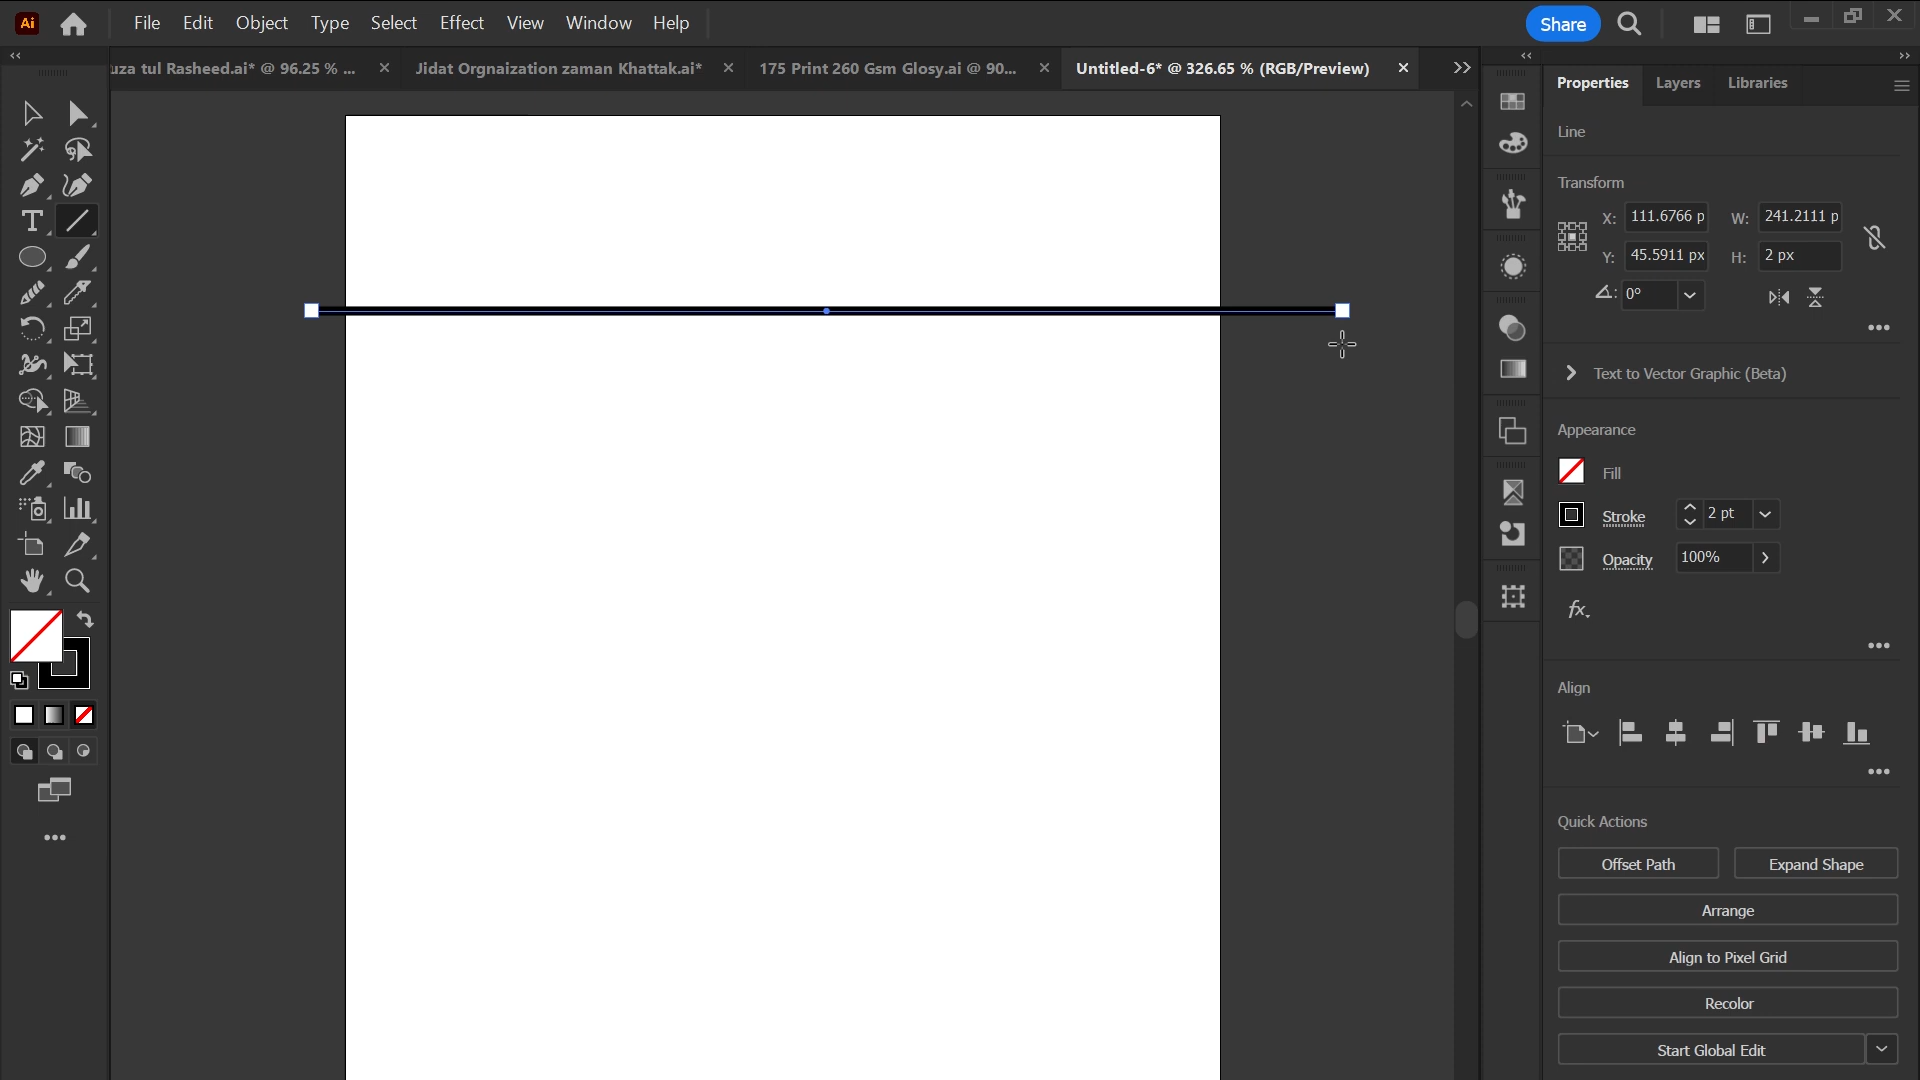 Ai
File Edit Object Type Select Effect View Window Help
Share
uza tul Rasheed.ai* @ 96.25 % ...
Jidat Orgnaization zaman Khattak.ai*
175 Print 260 Gsm Glosy.ai @ 90...
Untitled-6* @ 326.65 % (RGB/Preview)
Properties Layers Libraries
Line
Transform
X: 111.6766 p W: 241.2111 p
Y: 45.5911 px H: 2 px
0°
Text to Vector Graphic (Beta)
Appearance
Fill
Stroke 2 pt
Opacity 100%
fx.
Align
Quick Actions
Offset Path Expand Shape
Arrange
Align to Pixel Grid
Recolor
Start Global Edit